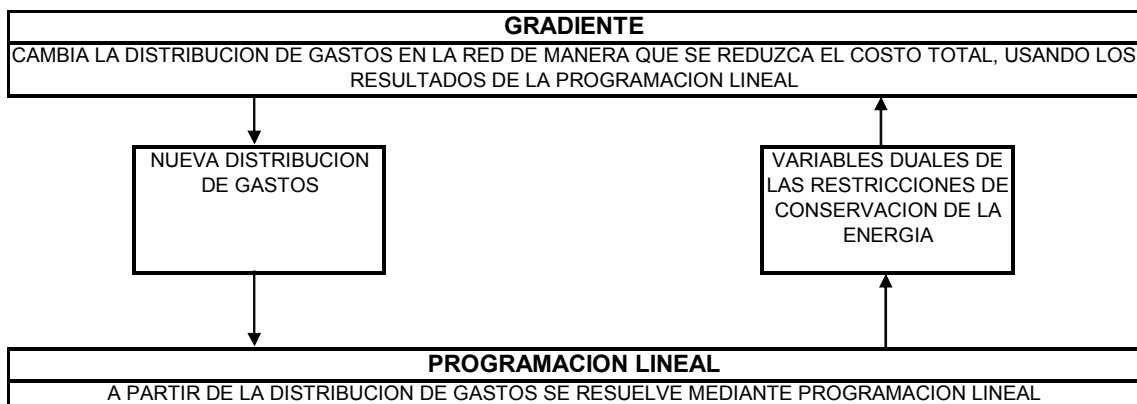 GRADIENTE
CAMBIA LA DISTRIBUCION DE GASTOS EN LA RED DE MANERA QUE SE REDUZCA EL COSTO TOTAL, USANDO LOS
RESULTADOS DE LA PROGRAMACION LINEAL
NUEVA DISTRIBUCION
DE GASTOS
VARIABLES DUALES DE
LAS RESTRICCIONES DE
CONSERVACION DE LA
ENERGIA
PROGRAMACION LINEAL
A PARTIR DE LA DISTRIBUCION DE GASTOS SE RESUELVE MEDIANTE PROGRAMACION LINEAL